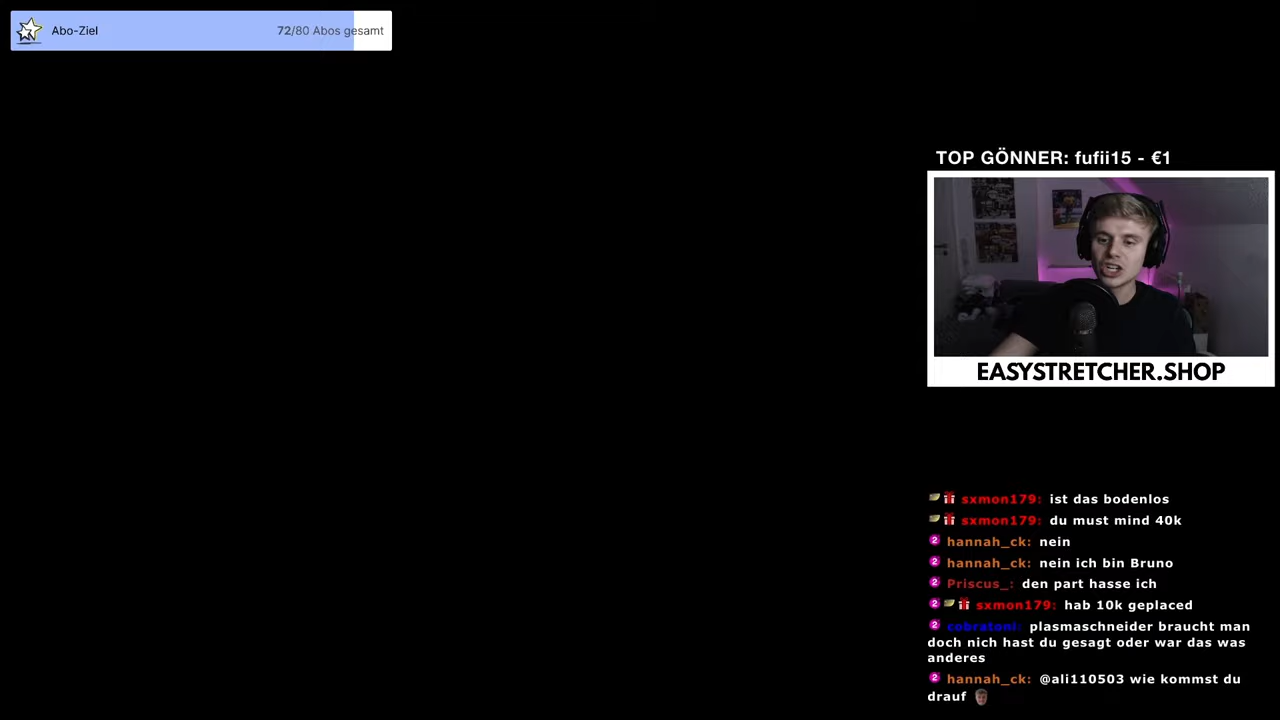 Abo-Ziel 72/80 Abos gesamt
TOP GÖNNER: fufii15 - €1
EASYSTRETCHER.SHOP
sxmon179: ist das bodenlos
sxmon179: du must mind 40k
hannah_ck: nein
hannah_ck: nein ich bin Bruno
Priscus_: den part hasse ich
sxmon179: hab 10k geplaced
cobratoni: plasmaschneider braucht man
doch nich hast du gesagt oder war das was
anderes
hannah_ck: @ali110503 wie kommst du
drauf